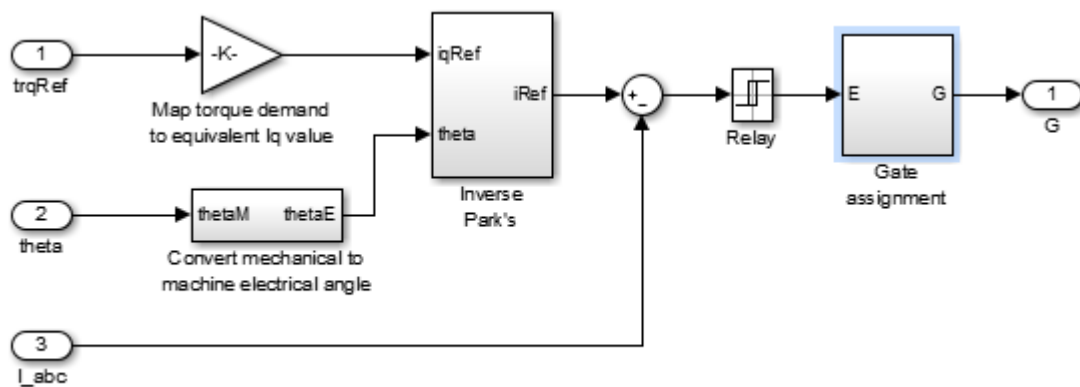 1
trqRef
-K-
Map torque demand
to equivalent Iq value
iqRef
theta
iRef
Inverse
Park's
2
theta
thetaM
thetaE
Convert mechanical to
machine electrical angle
3
I_abc
+
-
Relay
E
G
Gate
assignment
1
G